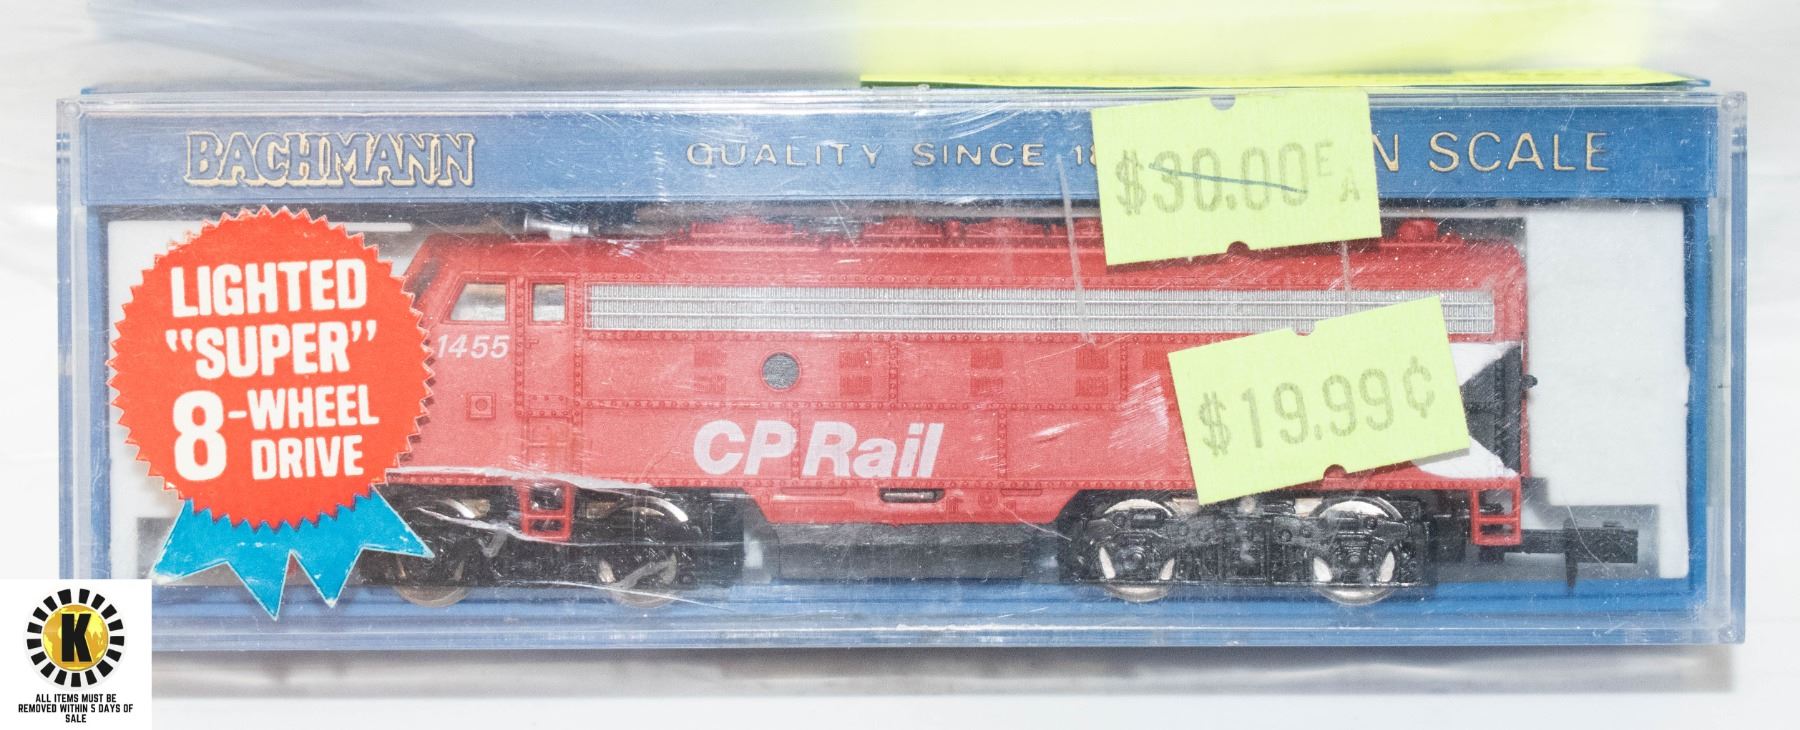 BACHMANN
QUALITY SINCE 18
N SCALE
$30.00 EA
LIGHTED
"SUPER"
8-WHEEL
DRIVE
1455
CP Rail
$19.99¢
K
ALL ITEMS MUST BE
REMOVED WITHIN 5 DAYS OF
SALE